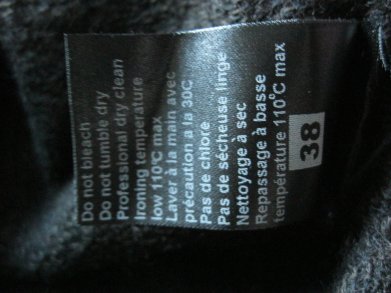 Do not bleach
Do not tumble dry
Professional dry clean
Ironing temperature
low 110°C max
Laver à la main avec
précaution a la 30C
Pas de chlore
Pas de sécheuse linge
Nettoyage à sec
Repassage à basse
température 110°C max
38